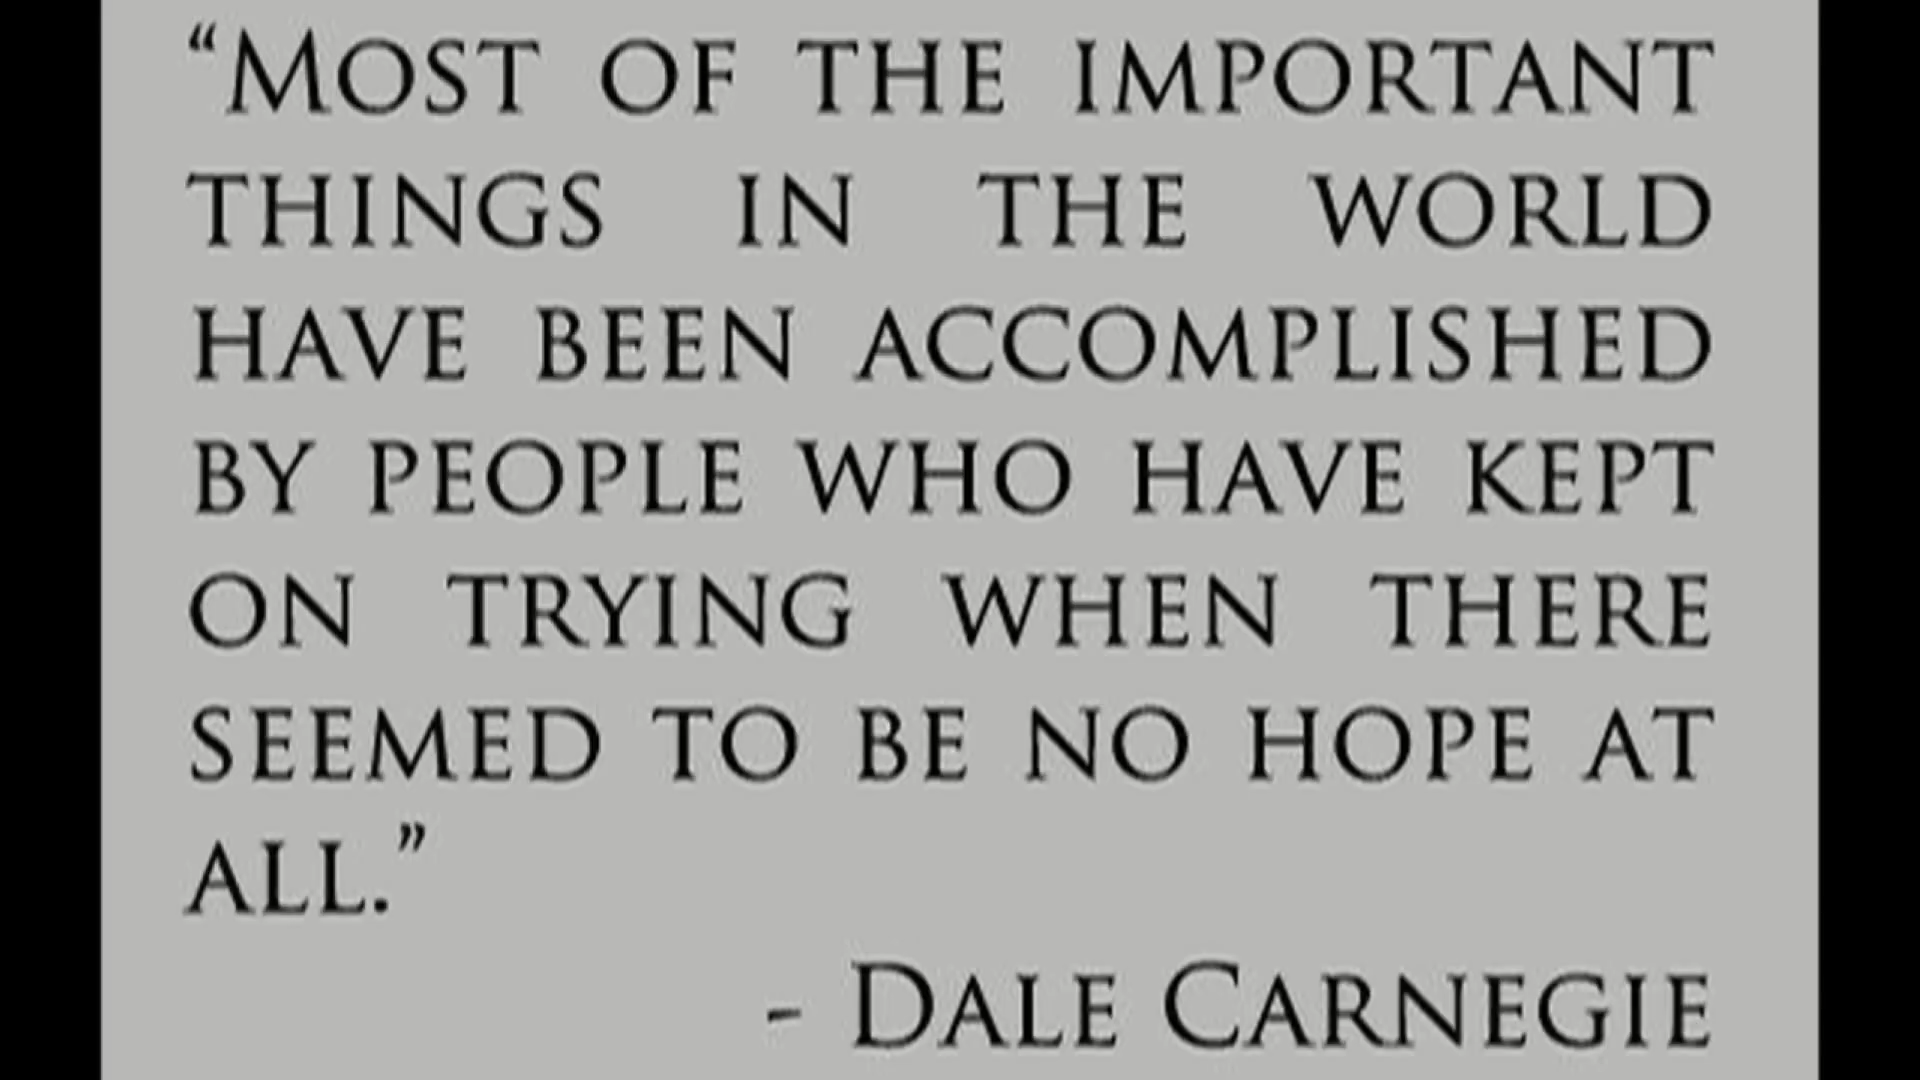 “Most of the important
things in the world
have been accomplished
by people who have kept
on trying when there
seemed to be no hope at
all.”
- Dale Carnegie